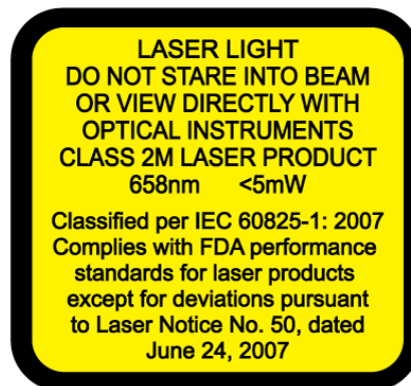 LASER LIGHT
DO NOT STARE INTO BEAM
OR VIEW DIRECTLY WITH
OPTICAL INSTRUMENTS
CLASS 2M LASER PRODUCT
658nm <5mW
Classified per IEC 60825-1: 2007
Complies with FDA performance
standards for laser products
except for deviations pursuant
to Laser Notice No. 50, dated
June 24, 2007